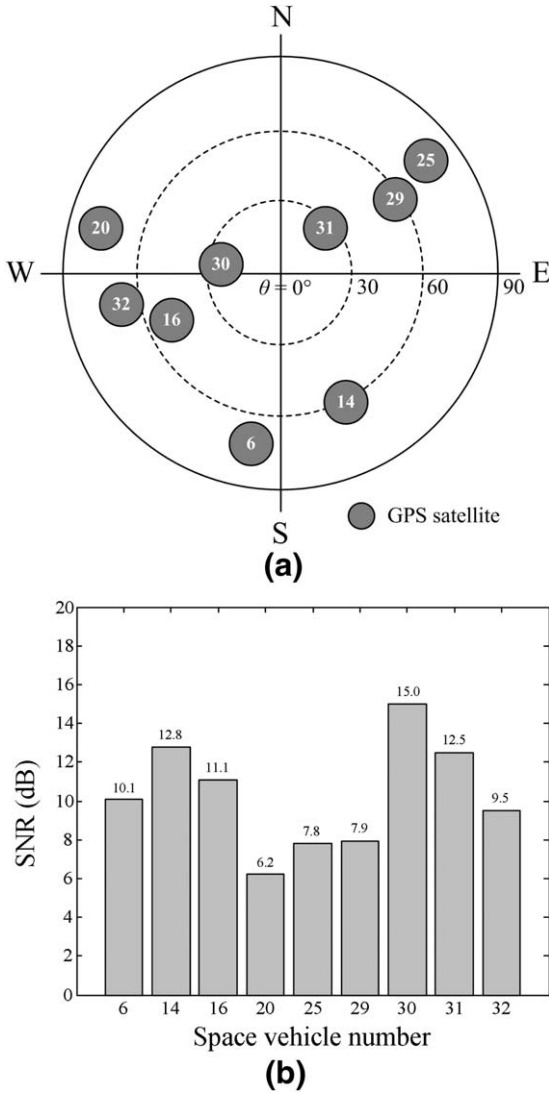 N
25
29
20
31
30
W
E
θ = 0°
30
60
90
32
16
14
6
GPS satellite
S
(a)
20
18
16
14
12
10
8
6
4
2
0
SNR (dB)
10.1
12.8
11.1
6.2
7.8
7.9
15.0
12.5
9.5
6 14 16 20 25 29 30 31 32
Space vehicle number
(b)